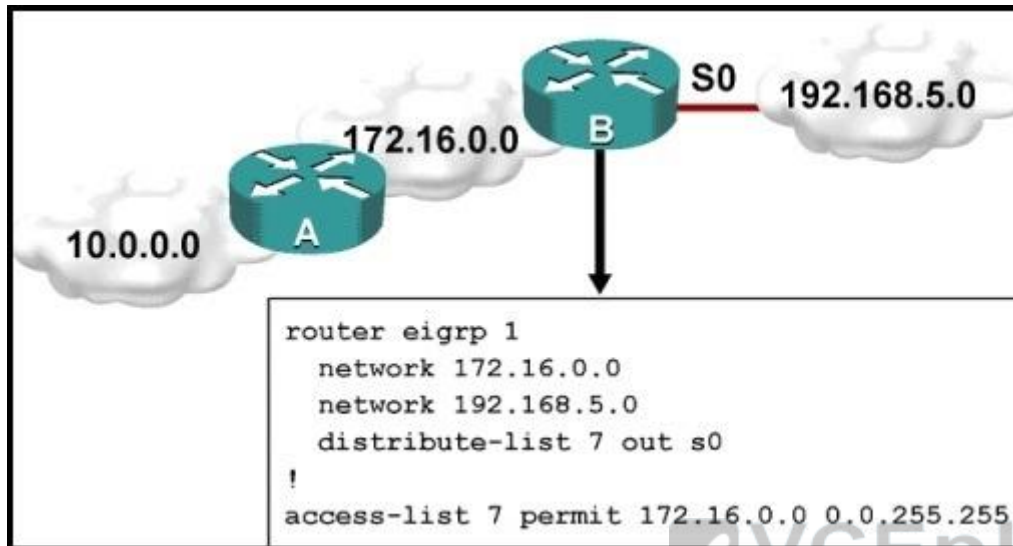 B
S0
192.168.5.0
172.16.0.0
A
10.0.0.0
router eigrp 1
network 172.16.0.0
network 192.168.5.0
distribute-list 7 out s0
!
access-list 7 permit 172.16.0.0 0.0.255.255